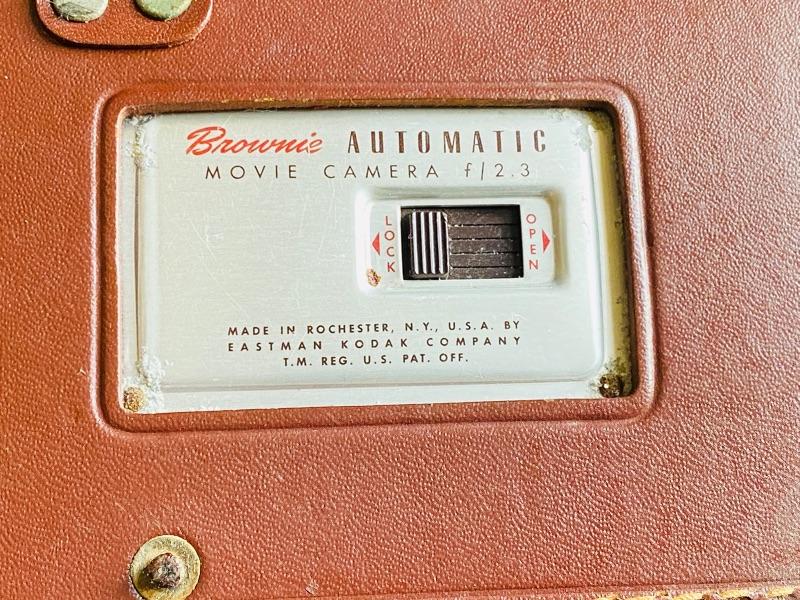 Brownie AUTOMATIC
MOVIE CAMERA f/2.3
LOCK
OPEN
MADE IN ROCHESTER, N.Y., U.S.A. BY
EASTMAN KODAK COMPANY
T.M. REG. U.S. PAT. OFF.